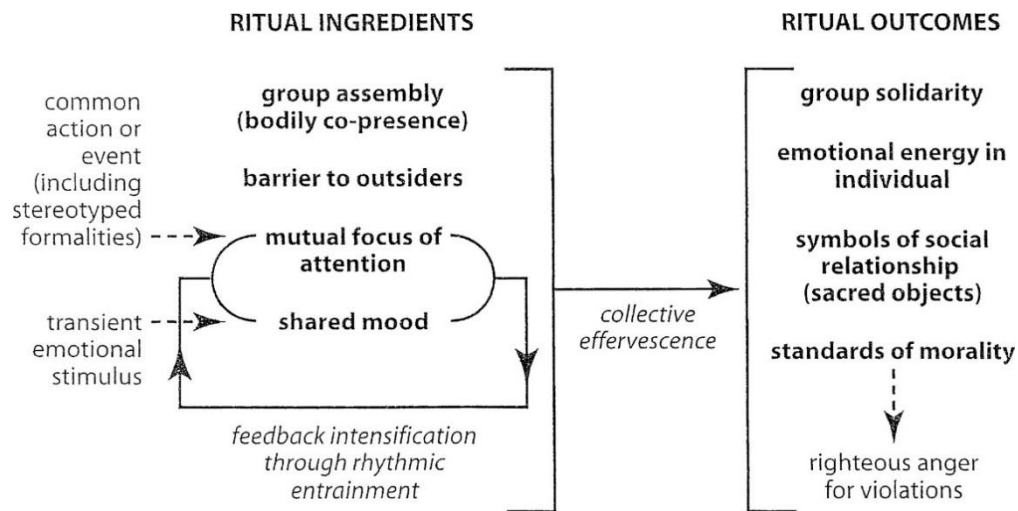 RITUAL INGREDIENTS
RITUAL OUTCOMES
common
action or
event
(including
stereotyped
formalities)
transient
emotional
stimulus
group assembly
(bodily co-presence)
barrier to outsiders
mutual focus of
attention
shared mood
feedback intensification
through rhythmic
entrainment
collective
effervescence
group solidarity
emotional energy in
individual
symbols of social
relationship
(sacred objects)
standards of morality
righteous anger
for violations